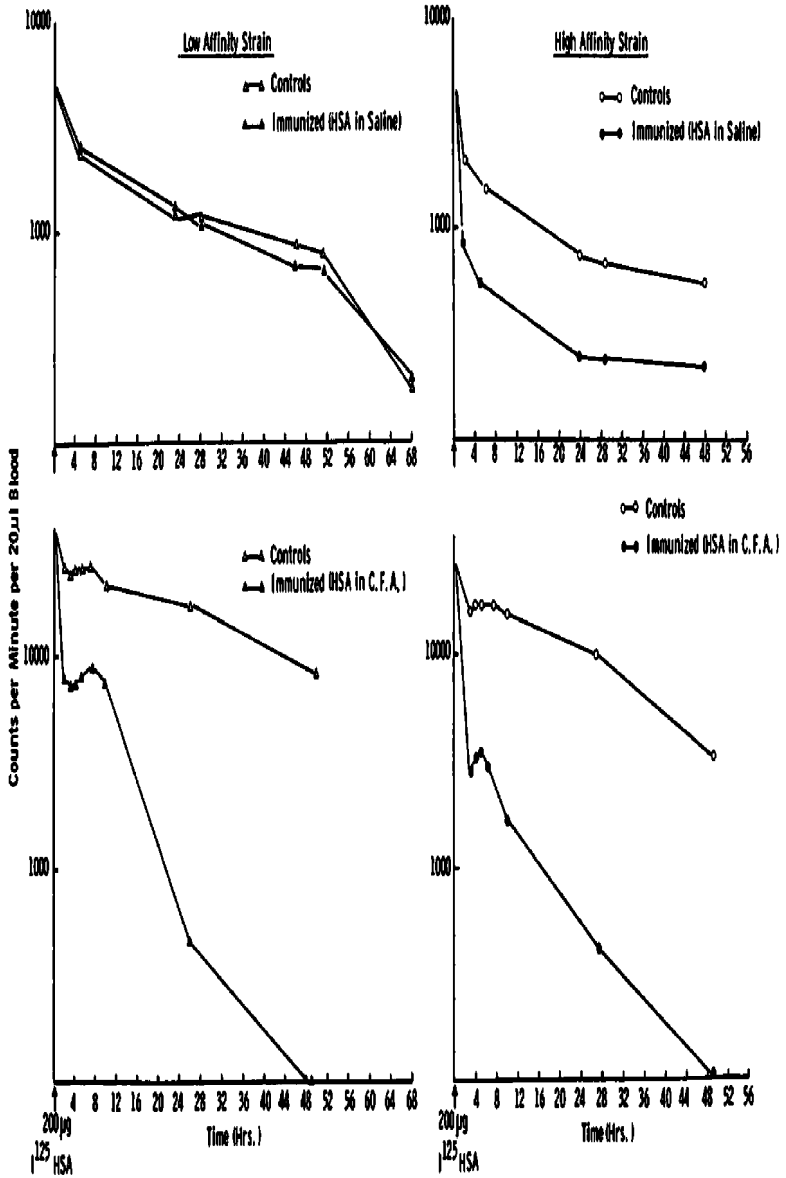 10000
Low Affinity Strain
Controls
Immunized (HSA in Saline)
1000
4 8 12 16 20 24 28 32 36 40 44 48 52 56 60 64 68
10000
High Affinity Strain
Controls
Immunized (HSA in Saline)
1000
4 8 12 16 20 24 28 32 36 40 44 48 56
Counts per Minute per 20µl Blood
Controls
Immunized (HSA in C.F.A.)
10000
1000
4 8 12 16 20 24 28 32 36 40 44 48 52 56 60 64 68
200µg
I125 HSA
Time (Hrs.)
Controls
Immunized (HSA in C.F.A.)
10000
1000
4 8 12 16 20 24 28 32 36 40 44 48 52 56
200µg
I125 HSA
Time (Hrs.)